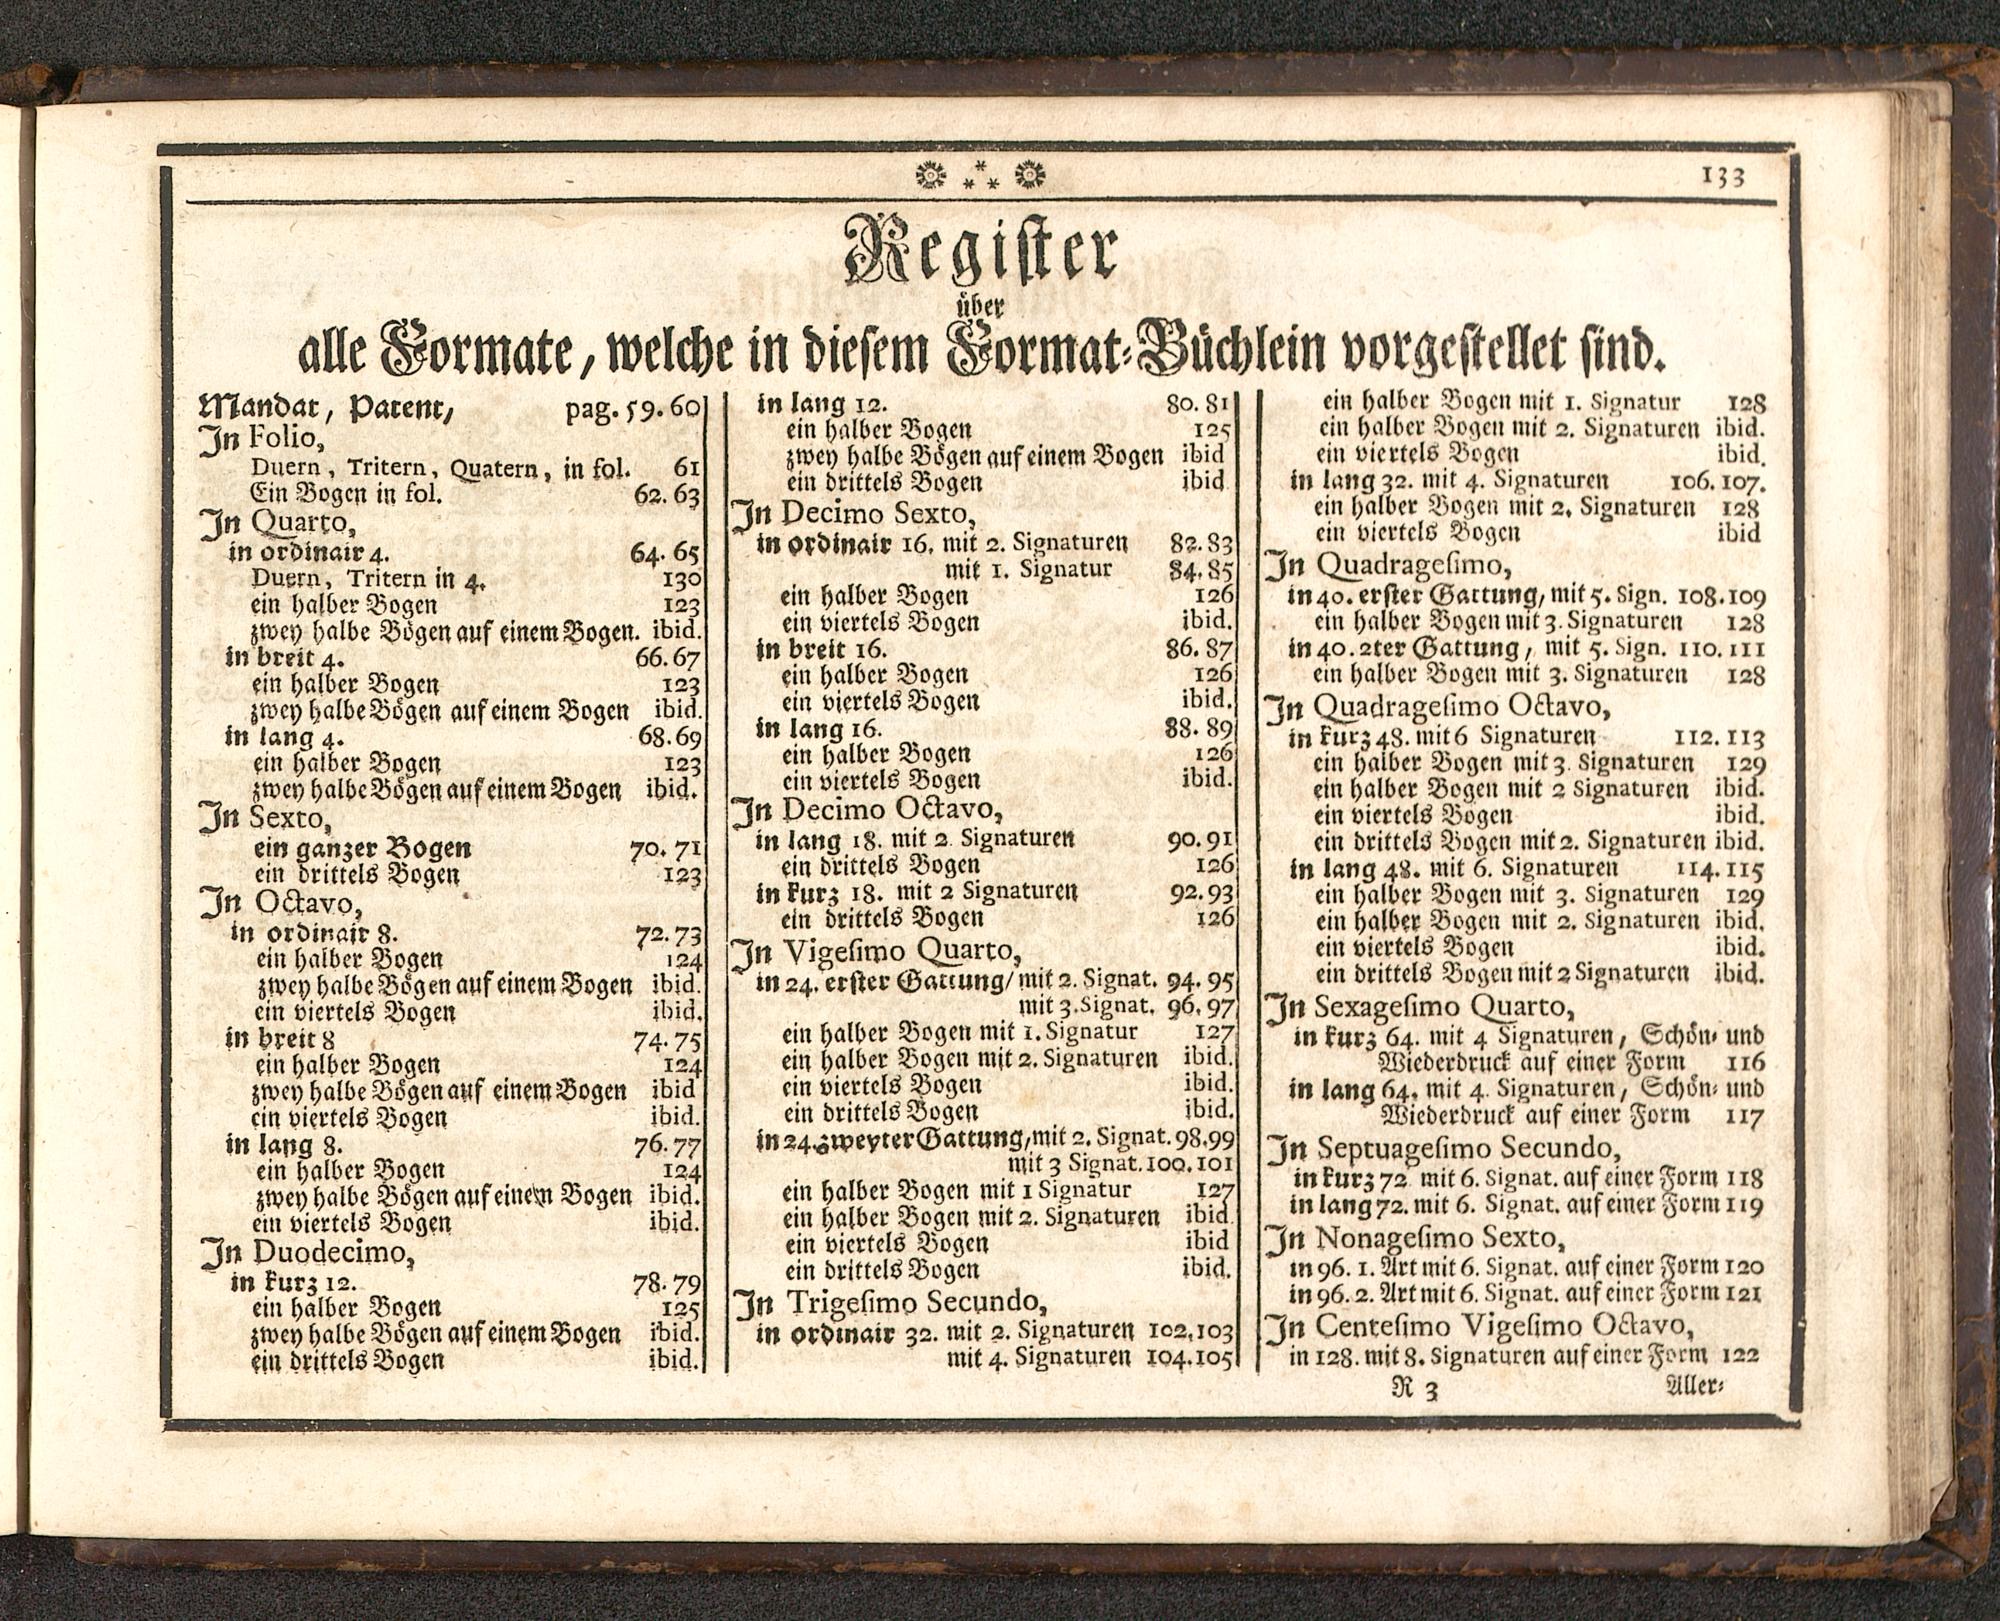 133
Register
über
alle Formate, welche in diesem Format-Büchlein vorgestellet sind.
Mandat, Patent, pag. 59. 60
In Folio,
Duern, Tritern, Quatern, in fol. 61
Ein Bogen in fol. 62. 63
In Quarto,
in ordinair 4. 64. 65
Duern, Tritern in 4. 130
ein halber Bogen 123
zwey halbe Bögen auf einem Bogen. ibid.
in breit 4. 66. 67
ein halber Bogen 123
zwey halbe Bögen auf einem Bogen ibid.
in lang 4. 68. 69
ein halber Bogen 123
zwey halbe Bögen auf einem Bogen ibid.
In Sexto,
ein ganzer Bogen 70. 71
ein drittels Bogen 123
In Octavo,
in ordinair 8. 72. 73
ein halber Bogen 124
zwey halbe Bögen auf einem Bogen ibid.
ein viertels Bogen ibid.
in breit 8 74. 75
ein halber Bogen 124
zwey halbe Bögen auf einem Bogen ibid
ein viertels Bogen ibid.
in lang 8. 76. 77
ein halber Bogen 124
zwey halbe Bögen auf einem Bogen ibid.
ein viertels Bogen ibid.
In Duodecimo,
in kurz 12. 78. 79
ein halber Bogen 125
zwey halbe Bögen auf einem Bogen ibid.
ein drittels Bogen ibid.
in lang 12. 80. 81
ein halber Bogen 125
zwey halbe Bögen auf einem Bogen ibid
ein drittels Bogen ibid
In Decimo Sexto,
in ordinair 16. mit 2. Signaturen 82. 83
mit 1. Signatur 84. 85
ein halber Bogen 126
ein viertels Bogen ibid.
in breit 16. 86. 87
ein halber Bogen 126
ein viertels Bogen ibid.
in lang 16. 88. 89
ein halber Bogen 126
ein viertels Bogen ibid.
In Decimo Octavo,
in lang 18. mit 2. Signaturen 90. 91
ein drittels Bogen 126
in kurz 18. mit 2 Signaturen 92. 93
ein drittels Bogen 126
In Vigesimo Quarto,
in 24. erster Gattung/ mit 2. Signat. 94. 95
mit 3. Signat. 96. 97
ein halber Bogen mit 1. Signatur 127
ein halber Bogen mit 2. Signaturen ibid.
ein viertels Bogen ibid.
ein drittels Bogen ibid.
in 24. zweyter Gattung, mit 2. Signat. 98. 99
mit 3 Signat. 100. 101
ein halber Bogen mit 1 Signatur 127
ein halber Bogen mit 2. Signaturen ibid
ein viertels Bogen ibid
ein drittels Bogen ibid.
In Trigesimo Secundo,
in ordinair 32. mit 2. Signaturen 102. 103
mit 4. Signaturen 104. 105
ein halber Bogen mit 1. Signatur 128
ein halber Bogen mit 2. Signaturen ibid.
ein viertels Bogen ibid.
in lang 32. mit 4. Signaturen 106. 107.
ein halber Bogen mit 2. Signaturen 128
ein viertels Bogen ibid
In Quadragesimo,
in 40. erster Gattung, mit 5. Sign. 108. 109
ein halber Bogen mit 3. Signaturen 128
in 40. 2ter Gattung, mit 5. Sign. 110. 111
ein halber Bogen mit 3. Signaturen 128
In Quadragesimo Octavo,
in kurz 48. mit 6 Signaturen 112. 113
ein halber Bogen mit 3. Signaturen 129
ein halber Bogen mit 2 Signaturen ibid.
ein viertels Bogen ibid.
ein drittels Bogen mit 2. Signaturen ibid.
in lang 48. mit 6. Signaturen 114. 115
ein halber Bogen mit 3. Signaturen 129
ein halber Bogen mit 2. Signaturen ibid.
ein viertels Bogen ibid.
ein drittels Bogen mit 2 Signaturen ibid.
In Sexagesimo Quarto,
in kurz 64. mit 4 Signaturen, Schön- und
Wiederdruck auf einer Form 116
in lang 64. mit 4. Signaturen, Schön- und
Wiederdruck auf einer Form 117
In Septuagesimo Secundo,
in kurz 72 mit 6. Signat. auf einer Form 118
in lang 72. mit 6. Signat. auf einer Form 119
In Nonagesimo Sexto,
in 96. 1. Art mit 6. Signat. auf einer Form 120
in 96. 2. Art mit 6. Signat. auf einer Form 121
In Centesimo Vigesimo Octavo,
in 128. mit 8. Signaturen auf einer Form 122
R 3 Aller-